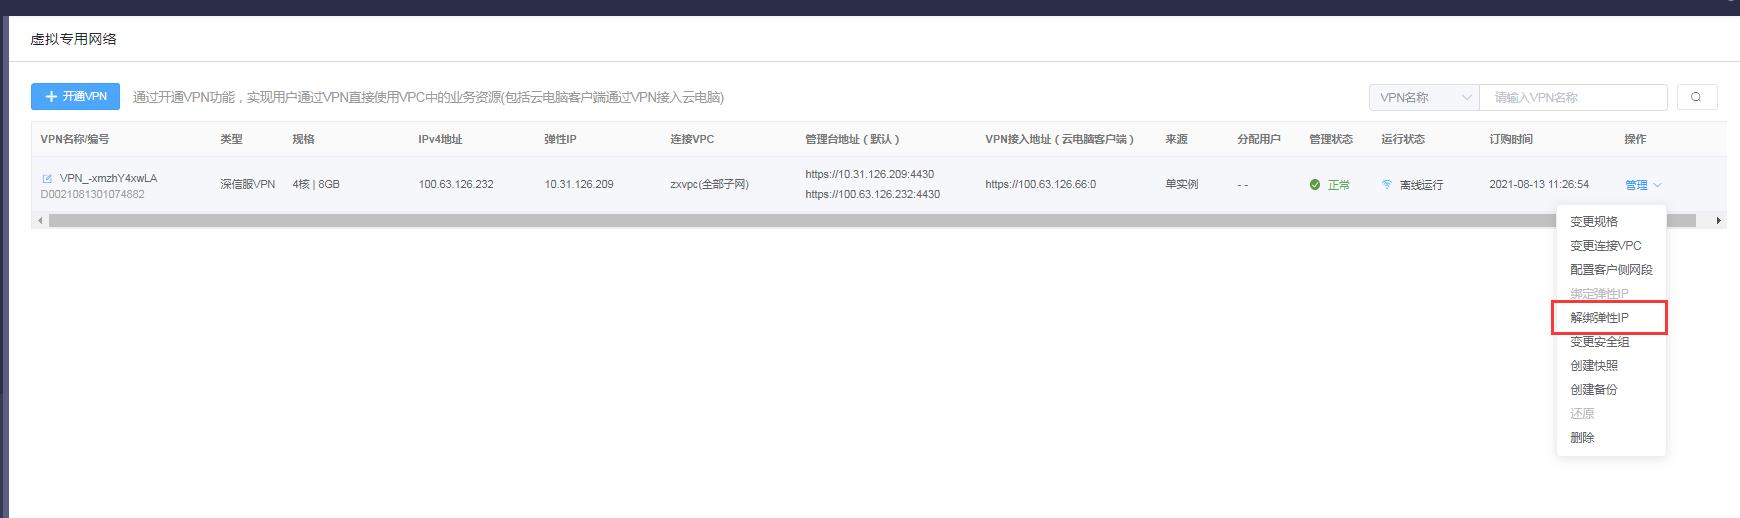 虚拟专用网络
开通VPN 通过开通VPN功能，实现用户通过VPN直接使用VPC中的业务资源(包括云电脑客户端通过VPN接入云电脑) VPN名称 请输入VPN名称
VPN名称/编号 类型 规格 IPv4地址 弹性IP 连接VPC 管理台地址（默认） VPN接入地址（云电脑客户端） 来源 分配用户 管理状态 运行状态 订购时间 操作
VPN_-xmzhY4xwLA
D0021081301074882
深信服VPN 4核 | 8GB 100.63.126.232 10.31.126.209 zxvpc(全部子网)
https://10.31.126.209:4430
https://100.63.126.232:4430
https://100.63.126.66:0 单实例 - - 正常 离线运行 2021-08-13 11:26:54 管理
变更规格
变更连接VPC
配置客户侧网段
绑定弹性IP
解绑弹性IP
变更安全组
创建快照
创建备份
还原
删除